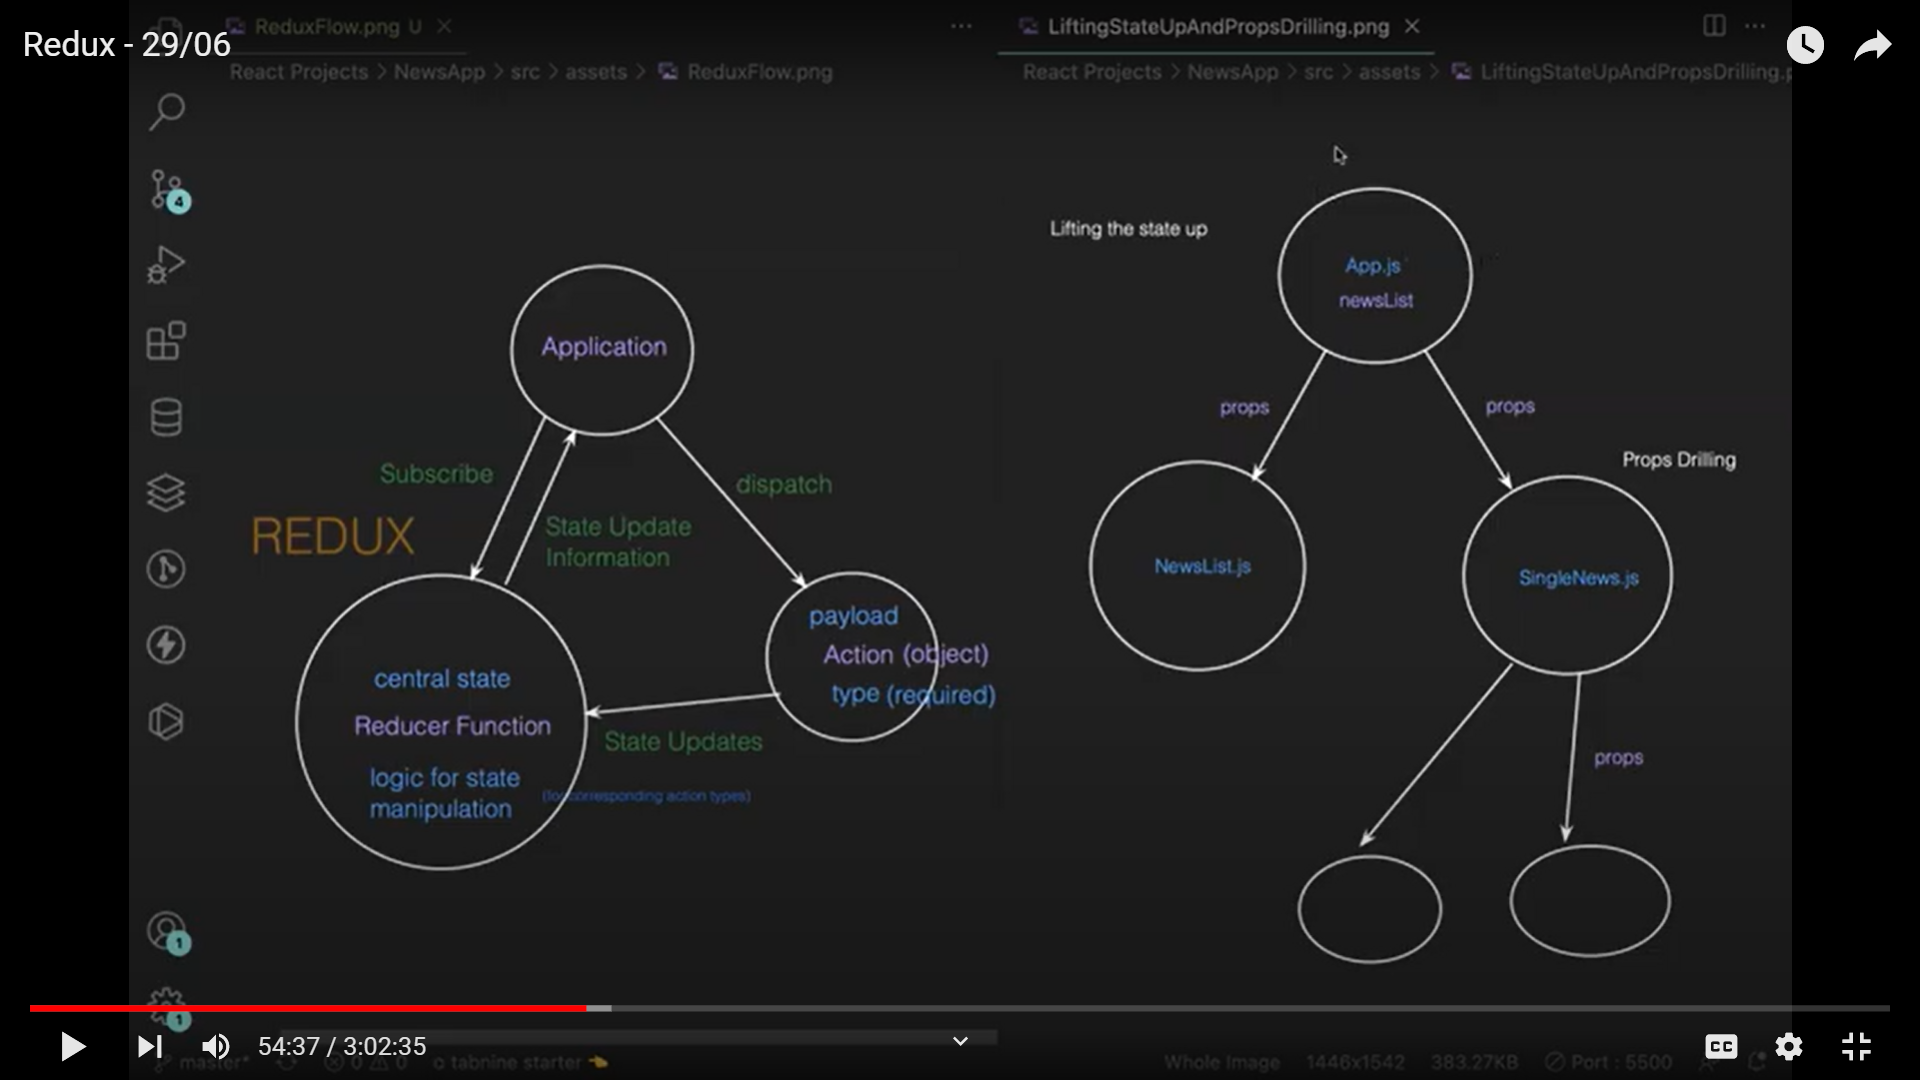 Redux - 29/06
ReduxFlow.png U
LiftingStateUpAndPropsDrilling.png
React Projects > NewsApp > src > assets > ReduxFlow.png
React Projects > NewsApp > src > assets > LiftingStateUpAndPropsDrilling.p
4
Application
Subscribe
dispatch
REDUX
State Update
Information
payload
Action (object)
type (required)
central state
Reducer Function
State Updates
logic for state
manipulation
corresponding action types)
Lifting the state up
App.js
newsList
props
props
Props Drilling
NewsList.js
SingleNews.js
props
1
1
54:37 / 3:02:35
CC
master*
0
0
tabnine starter
Whole Image
1446x1542
383.27KB
Port : 5500